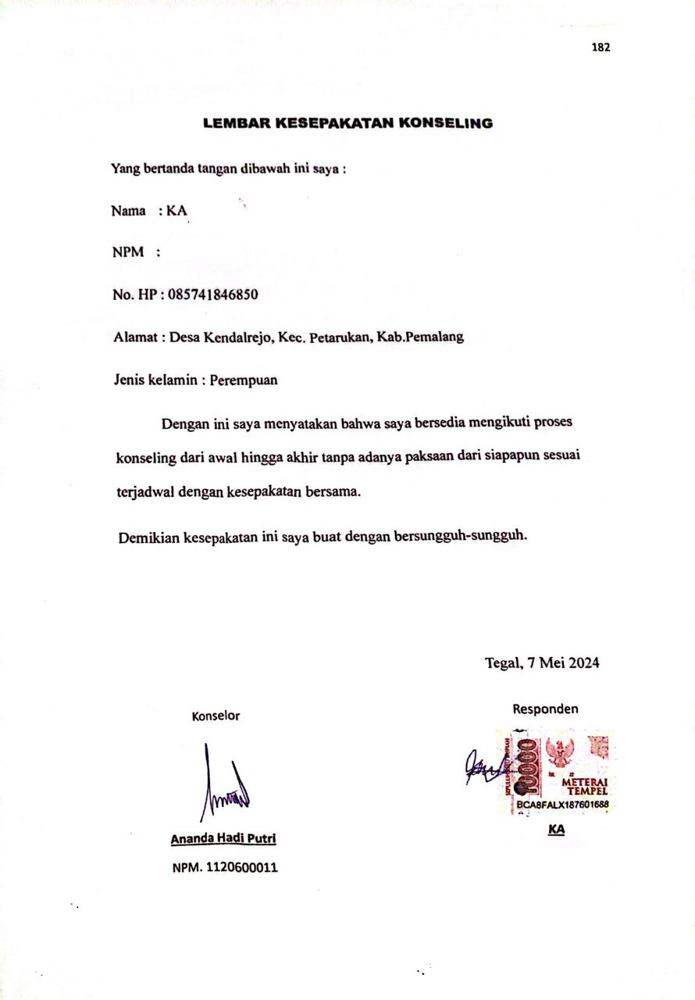 182
LEMBAR KESEPAKATAN KONSELING
Yang bertanda tangan dibawah ini saya :
Nama : KA
NPM :
No. HP : 085741846850
Alamat : Desa Kendalrejo, Kec. Petarukan, Kab.Pemalang
Jenis kelamin : Perempuan
Dengan ini saya menyatakan bahwa saya bersedia mengikuti proses
konseling dari awal hingga akhir tanpa adanya paksaan dari siapapun sesuai
terjadwal dengan kesepakatan bersama.
Demikian kesepakatan ini saya buat dengan bersungguh-sungguh.
Tegal, 7 Mei 2024
Konselor
Responden
10000
METERAI
TEMPEL
BCA8FALX187601688
Ananda Hadi Putri
NPM. 1120600011
KA